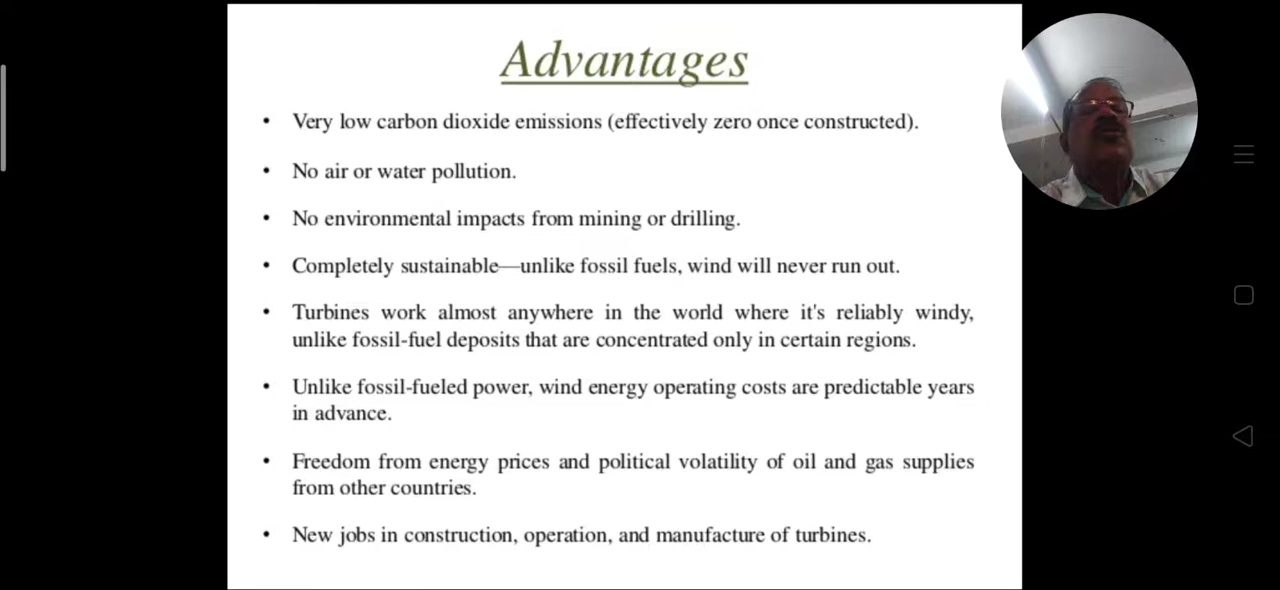 Advantages
• Very low carbon dioxide emissions (effectively zero once constructed).
• No air or water pollution.
• No environmental impacts from mining or drilling.
• Completely sustainable—unlike fossil fuels, wind will never run out.
• Turbines work almost anywhere in the world where it's reliably windy,
unlike fossil-fuel deposits that are concentrated only in certain regions.
• Unlike fossil-fueled power, wind energy operating costs are predictable years
in advance.
• Freedom from energy prices and political volatility of oil and gas supplies
from other countries.
• New jobs in construction, operation, and manufacture of turbines.